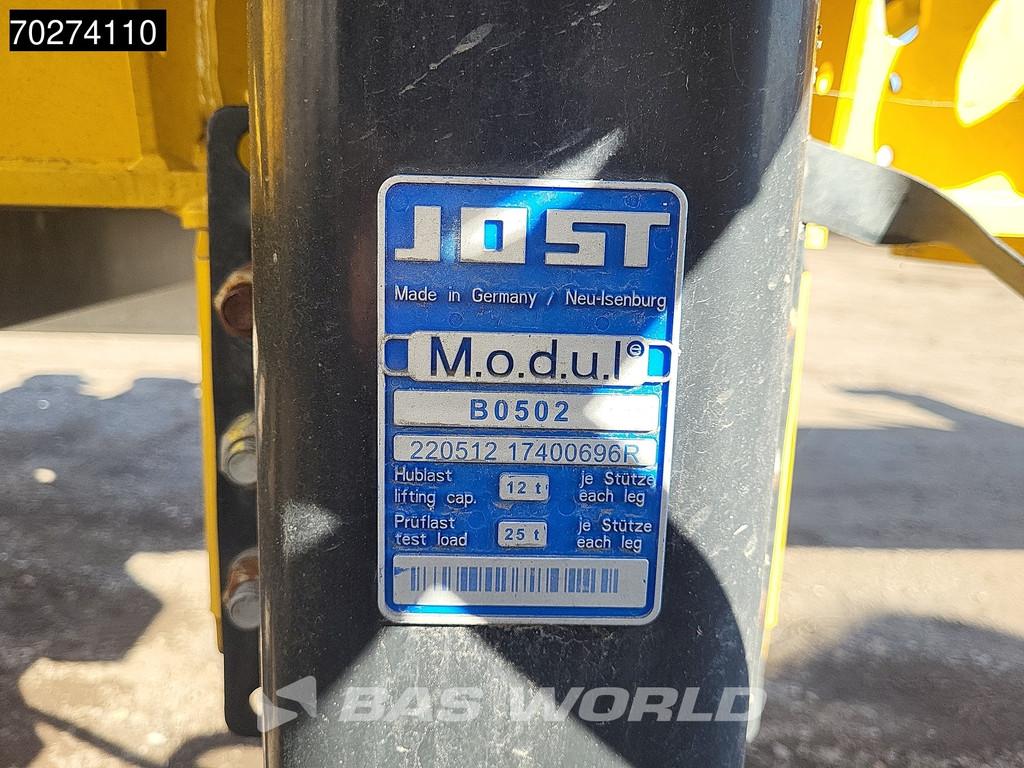 70274110
JOST
Made in Germany / Neu-Isenburg
M.o.d.u.l®
B0502
220512 17400696R
Hublast
lifting cap. 12 t je Stütze
each leg
Prüflast
test load 25 t je Stütze
each leg
BAS WORLD